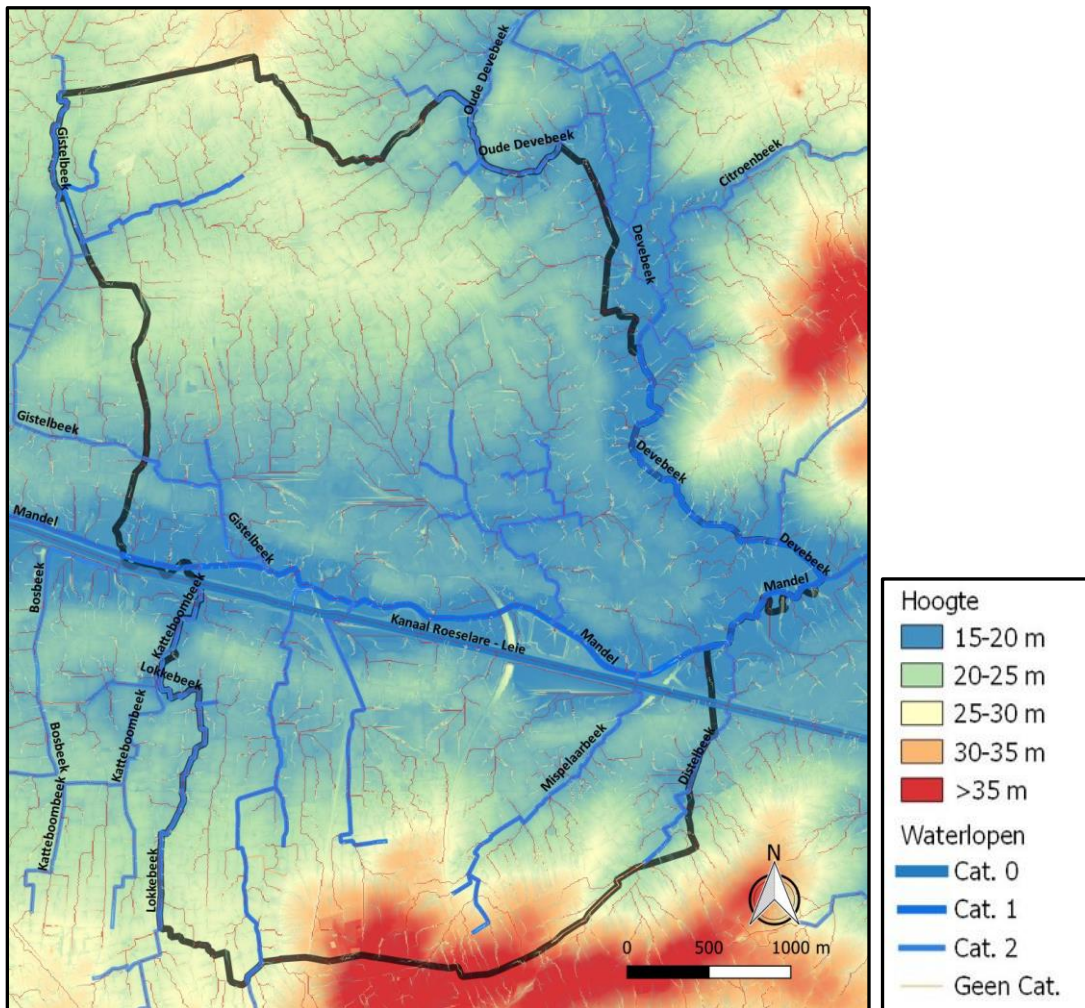 Oude Devebeek
Gistelbeek
Oude Devebeek
Citroenbeek
Devebeek
Gistelbeek
Devebeek
Mandel
Gistelbeek
Devebeek
Bosbeek
Katteboombeek
Mandel
Kanaal Roeselare - Leie
Mandel
Lokkebeek
Bosbeek
Katteboombeek
Mispelaarbeek
Distelbeek
Katteboombeek
Lokkebeek
N
0 500 1000 m
Hoogte
15-20 m
20-25 m
25-30 m
30-35 m
>35 m
Waterlopen
Cat. 0
Cat. 1
Cat. 2
Geen Cat.